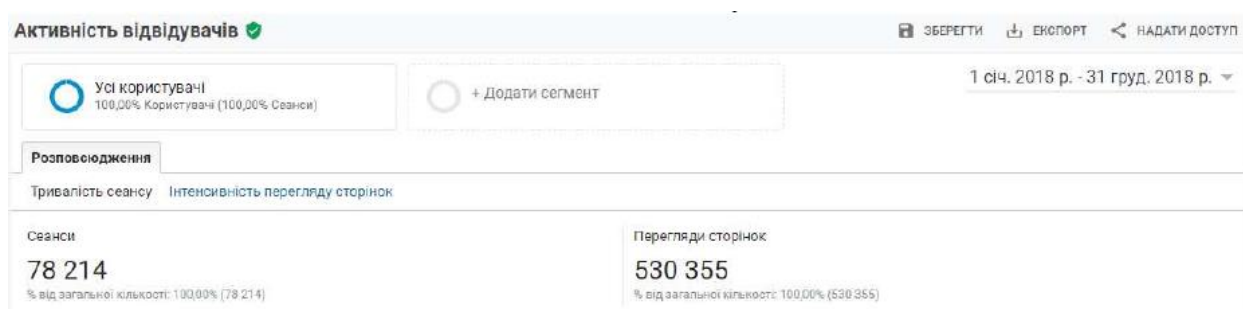 Активність відвідувачів
ЗБЕРЕГТИ ЕКСПОРТ НАДАТИ ДОСТУП
Усі користувачі
100,00% Користувачі (100,00% Сеанси)
+ Додати сегмент
1 січ. 2018 р. - 31 груд. 2018 р.
Розповсюдження
Тривалість сеансу Інтенсивність перегляду сторінок
Сеанси
78 214
% від загальної кількості: 100,00% (78 214)
Перегляди сторінок
530 355
% від загальної кількості: 100,00% (530 355)